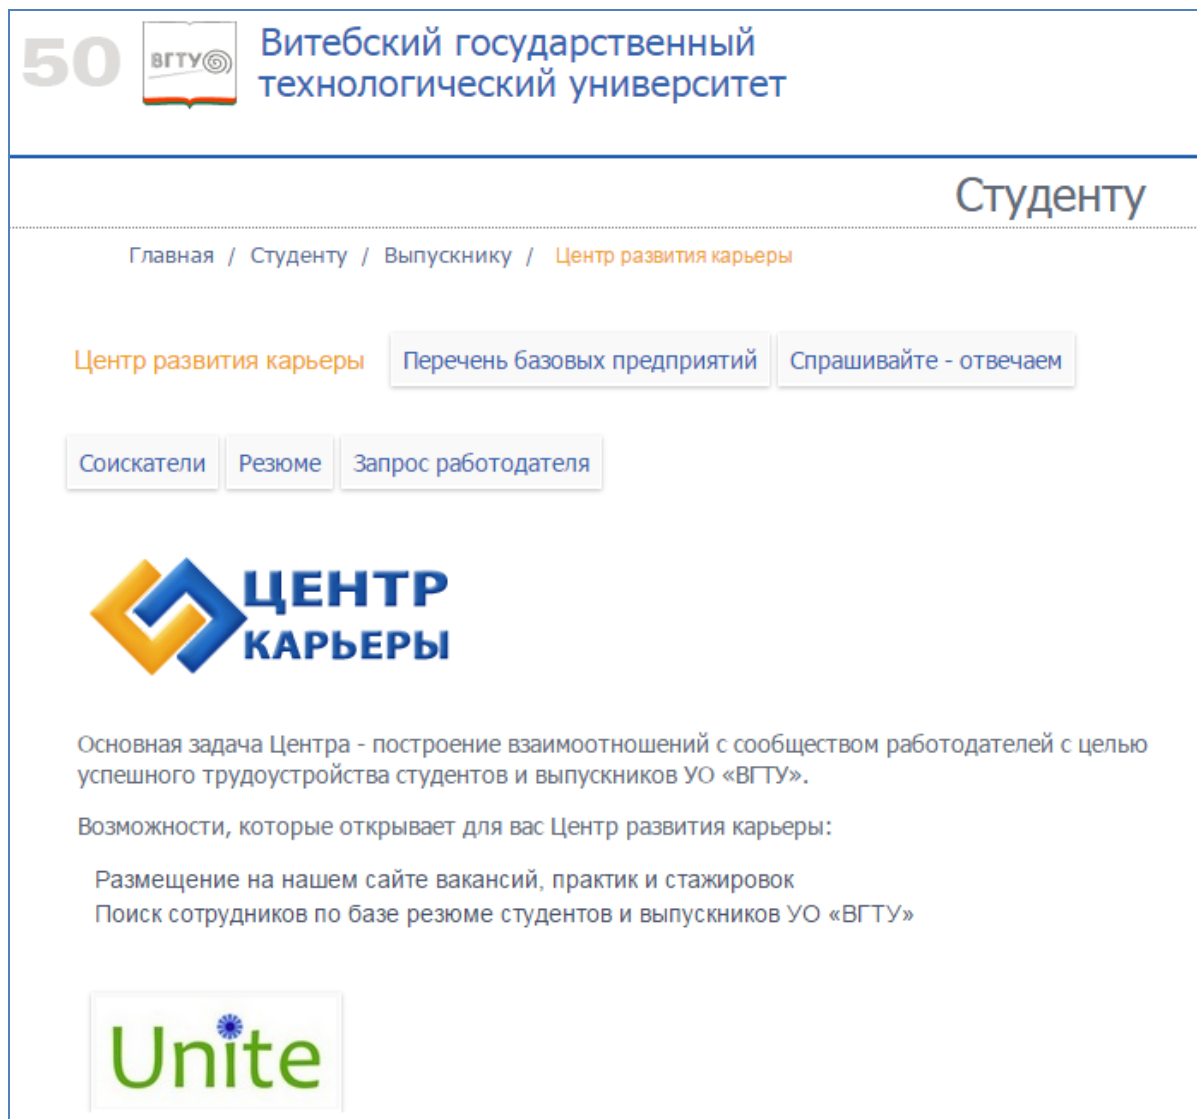 50 ВГТУ Витебский государственный
технологический университет
Студенту
Главная / Студенту / Выпускнику / Центр развития карьеры
Центр развития карьеры Перечень базовых предприятий Спрашивайте - отвечаем
Соискатели Резюме Запрос работодателя
ЦЕНТР
КАРЬЕРЫ
Основная задача Центра - построение взаимоотношений с сообществом работодателей с целью
успешного трудоустройства студентов и выпускников УО «ВГТУ».
Возможности, которые открывает для вас Центр развития карьеры:
Размещение на нашем сайте вакансий, практик и стажировок
Поиск сотрудников по базе резюме студентов и выпускников УО «ВГТУ»
Unite